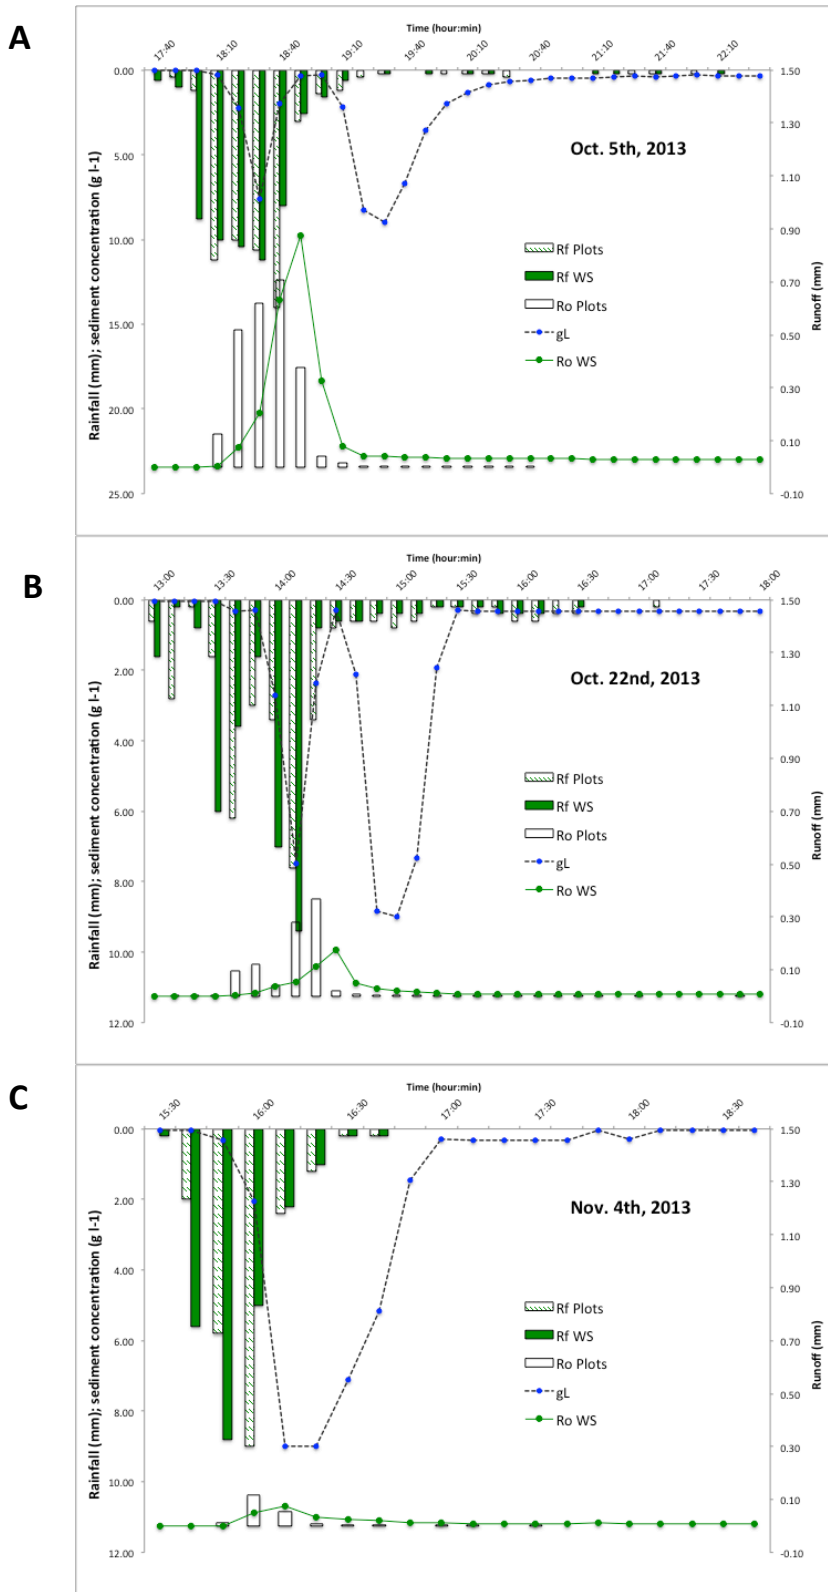 A
Time (hour:min)
17:40 18:10 18:40 19:10 19:40 20:10 20:40 21:10 21:40 22:10
0.00 1.50
1.30
5.00
1.10
Oct. 5th, 2013
10.00 0.90
Rf Plots
Rf WS
0.70
Ro Plots
15.00
gL
0.50
Ro WS
0.30
20.00
0.10
25.00 -0.10
Rainfall (mm); sediment concentration (g l-1)
Runoff (mm)
B
Time (hour:min)
13:00 13:30 14:00 14:30 15:00 15:30 16:00 16:30 17:00 17:30 18:00
0.00 1.50
1.30
2.00
Oct. 22nd, 2013
1.10
4.00
0.90
Rf Plots
Rf WS
6.00 0.70
Ro Plots
gL
0.50
8.00
Ro WS
0.30
10.00
0.10
12.00 -0.10
Rainfall (mm); sediment concentration (g l-1)
Runoff (mm)
C
Time (hour:min)
15:30 16:00 16:30 17:00 17:30 18:00 18:30
0.00 1.50
1.30
2.00
Nov. 4th, 2013
1.10
4.00
0.90
Rf Plots
Rf WS
6.00 0.70
Ro Plots
gL
0.50
8.00
Ro WS
0.30
10.00
0.10
12.00 -0.10
Rainfall (mm); sediment concentration (g l-1)
Runoff (mm)